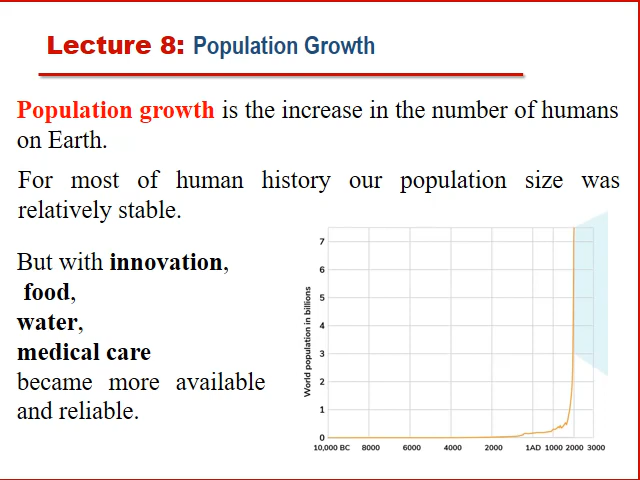 Lecture 8: Population Growth
Population growth is the increase in the number of humans
on Earth.
For most of human history our population size was
relatively stable.
But with innovation,
food,
water,
medical care
became more available
and reliable.
World population in billions
7
6
5
4
3
2
1
0
10,000 BC 8000 6000 4000 2000 1AD 1000 2000 3000